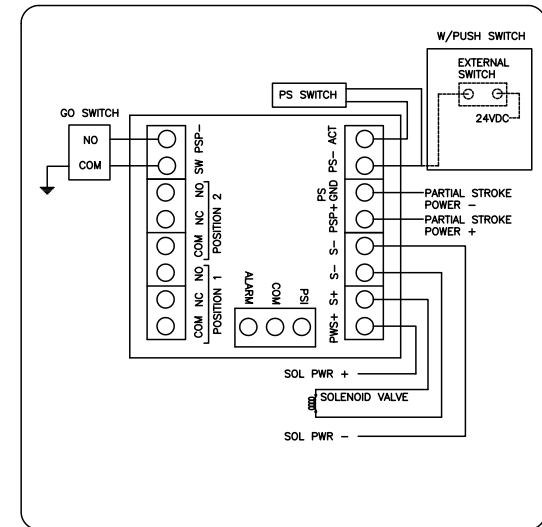 W/PUSH SWITCH
EXTERNAL
SWITCH
24VDC
PS SWITCH
GO SWITCH
NO
COM
PSP-
SW
NO
NC
COM
POSITION 2
NO
NC
COM
POSITION 1
ALARM
COM
PSI
ACT
PS-
PS
GND
PSP+
S-
S-
S+
PWS+
PARTIAL STROKE
POWER -
PARTIAL STROKE
POWER +
SOL PWR +
SOLENOID VALVE
SOL PWR -